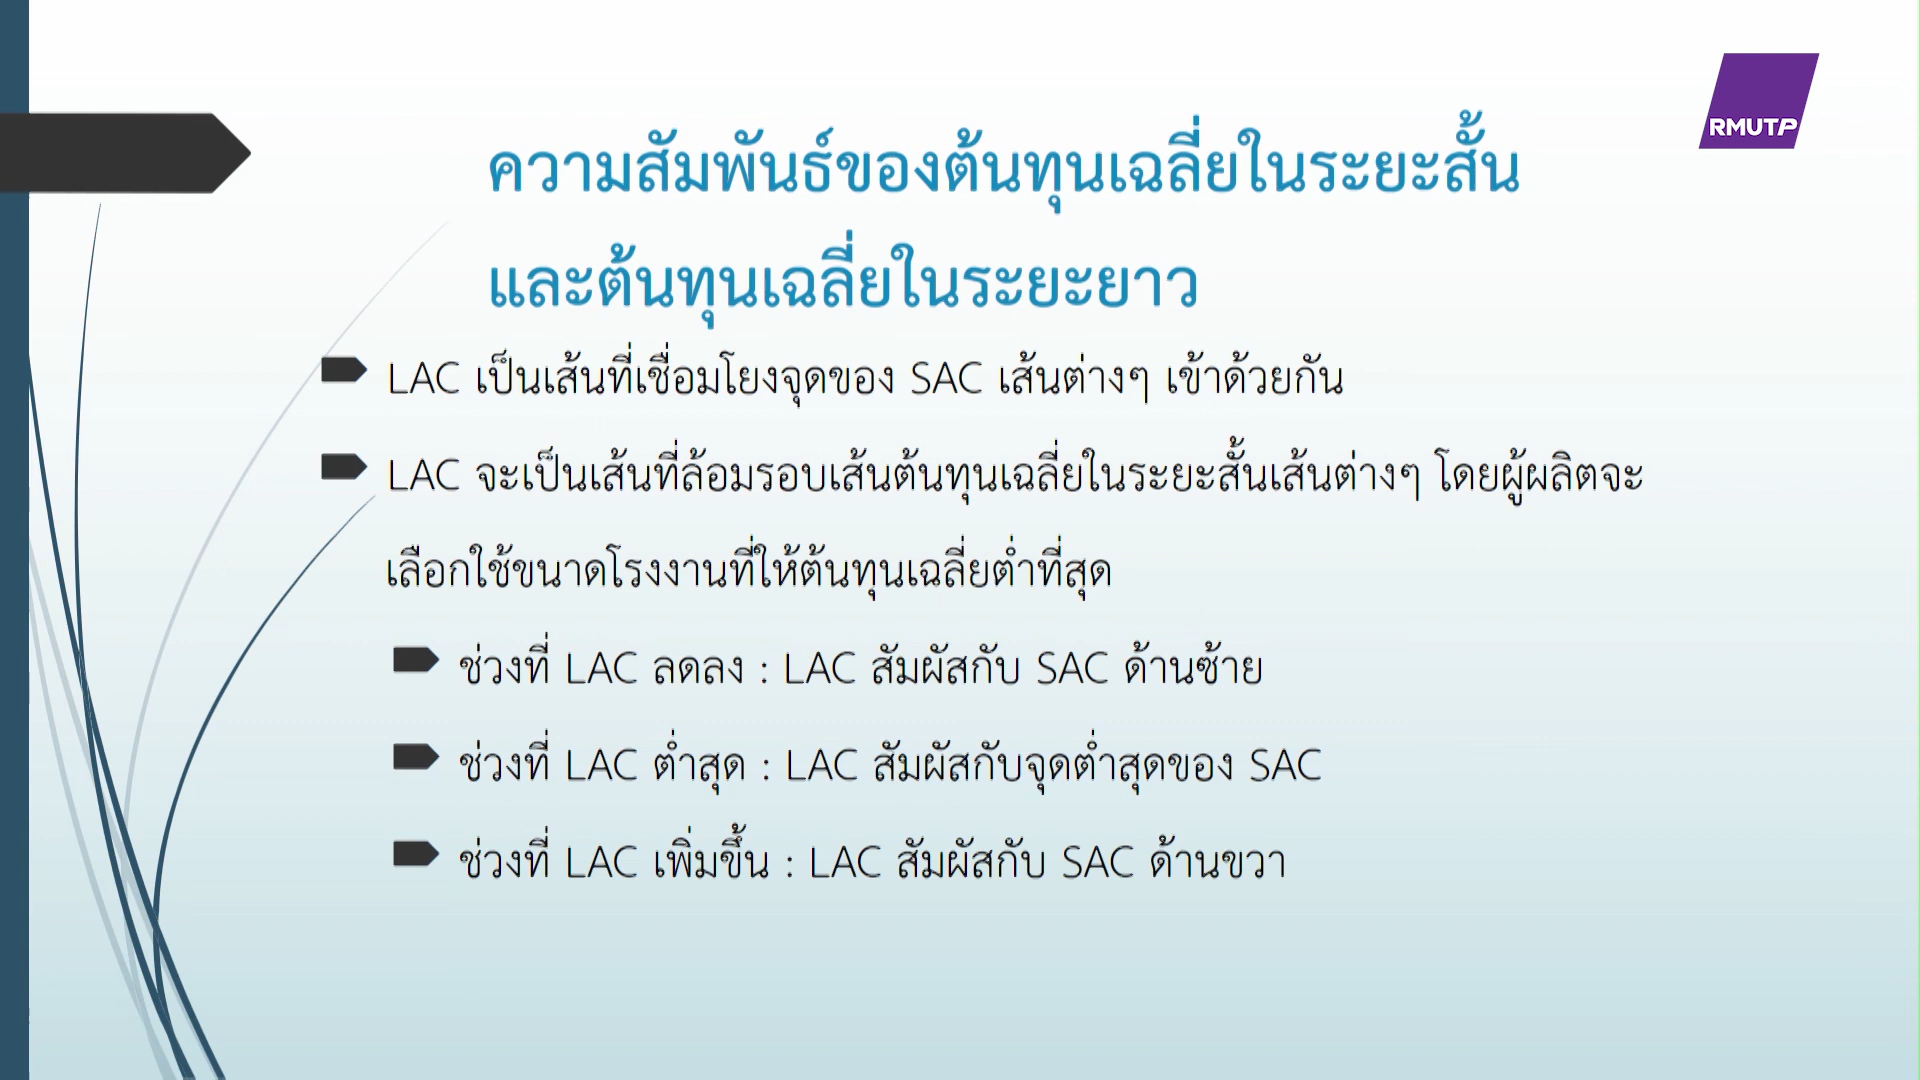 RMUTP
ความสัมพันธ์ของต้นทุนเฉลี่ยในระยะสั้น
และต้นทุนเฉลี่ยในระยะยาว
LAC เป็นเส้นที่เชื่อมโยงจุดของ SAC เส้นต่างๆ เข้าด้วยกัน
LAC จะเป็นเส้นที่ล้อมรอบเส้นต้นทุนเฉลี่ยในระยะสั้นเส้นต่างๆ โดยผู้ผลิตจะ
เลือกใช้ขนาดโรงงานที่ให้ต้นทุนเฉลี่ยต่ำที่สุด
ช่วงที่ LAC ลดลง : LAC สัมผัสกับ SAC ด้านซ้าย
ช่วงที่ LAC ต่ำสุด : LAC สัมผัสกับจุดต่ำสุดของ SAC
ช่วงที่ LAC เพิ่มขึ้น : LAC สัมผัสกับ SAC ด้านขวา